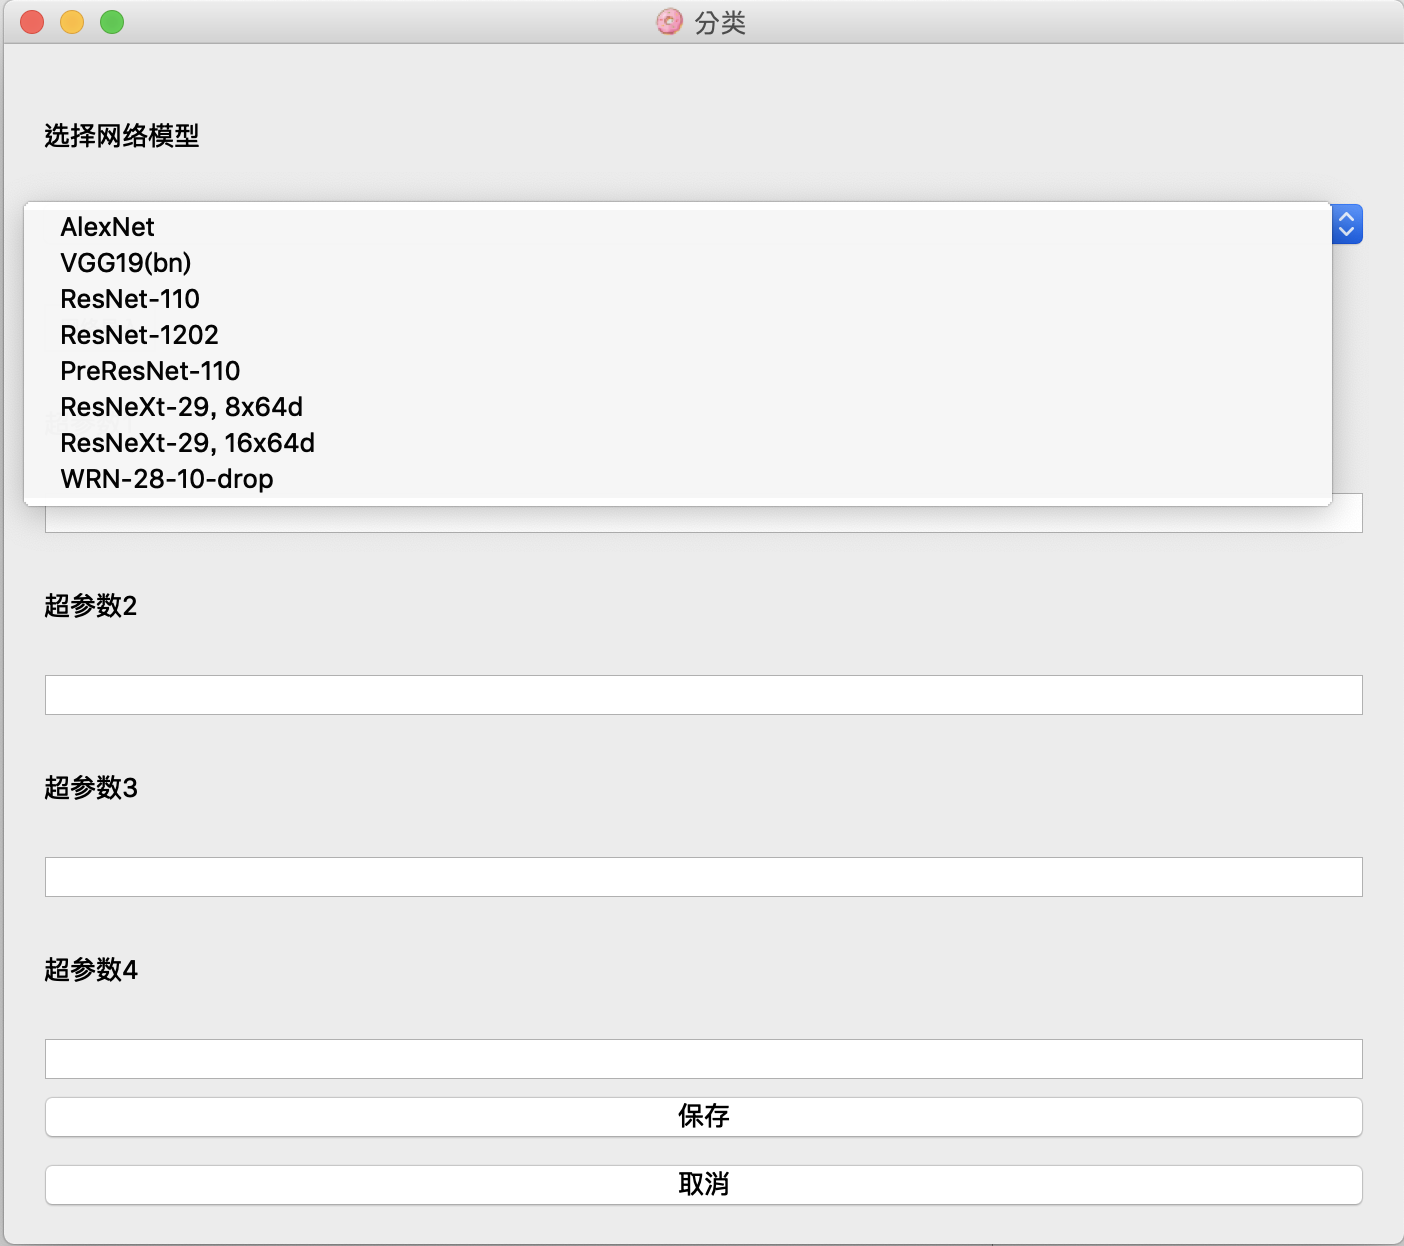 分类
选择网络模型
AlexNet
VGG19(bn)
ResNet-110
ResNet-1202
PreResNet-110
ResNeXt-29, 8x64d
ResNeXt-29, 16x64d
WRN-28-10-drop
超参数2
超参数3
超参数4
保存
取消